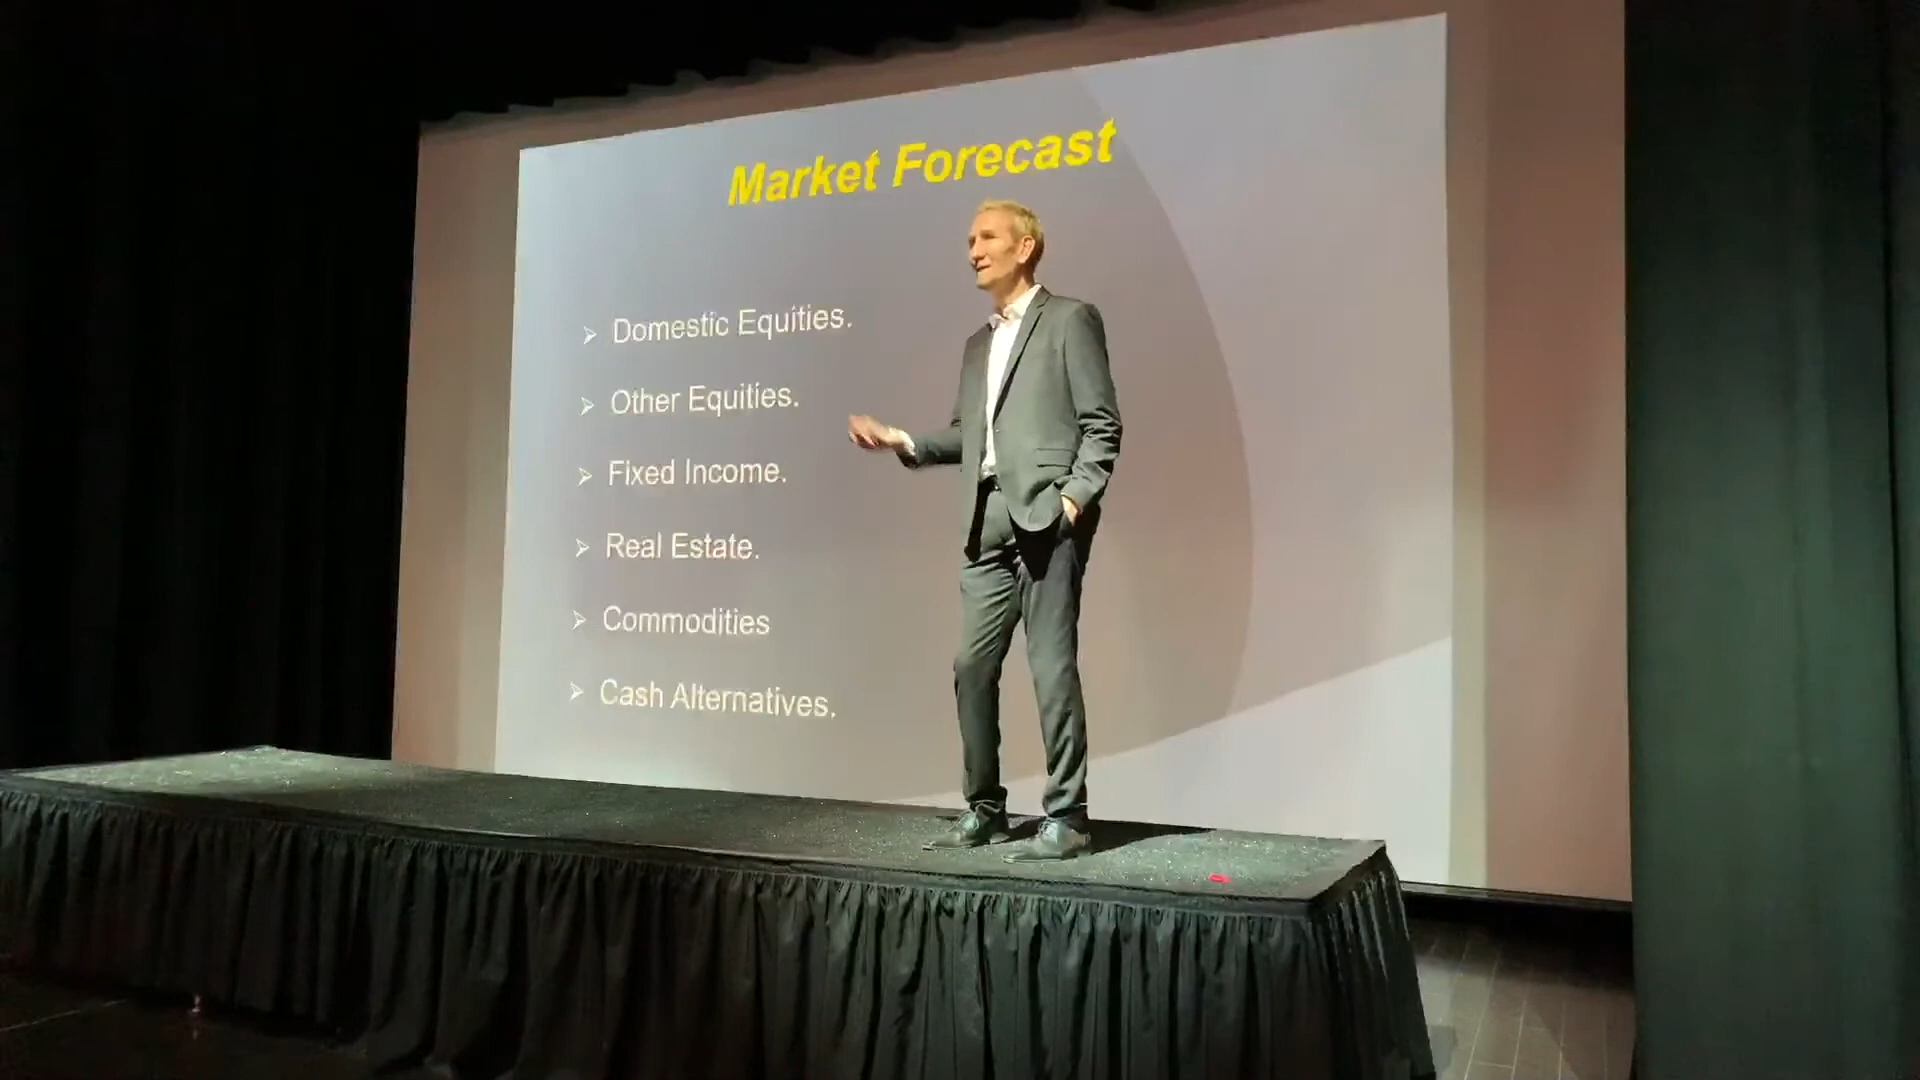 Market Forecast
Domestic Equities.
Other Equities.
Fixed Income.
Real Estate.
Commodities
Cash Alternatives.